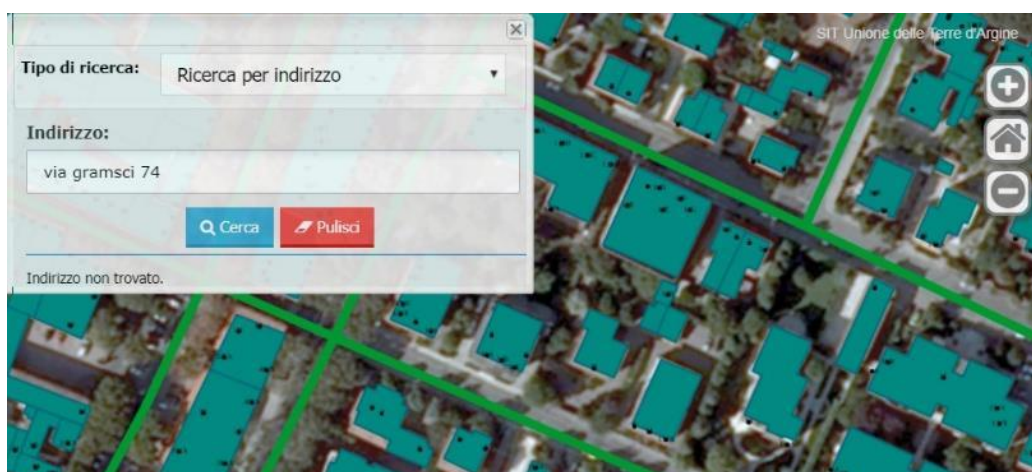 SIT Unione delle Terre d'Argine
Tipo di ricerca:
Ricerca per indirizzo
Indirizzo:
via gramsci 74
Cerca
Pulisci
Indirizzo non trovato.